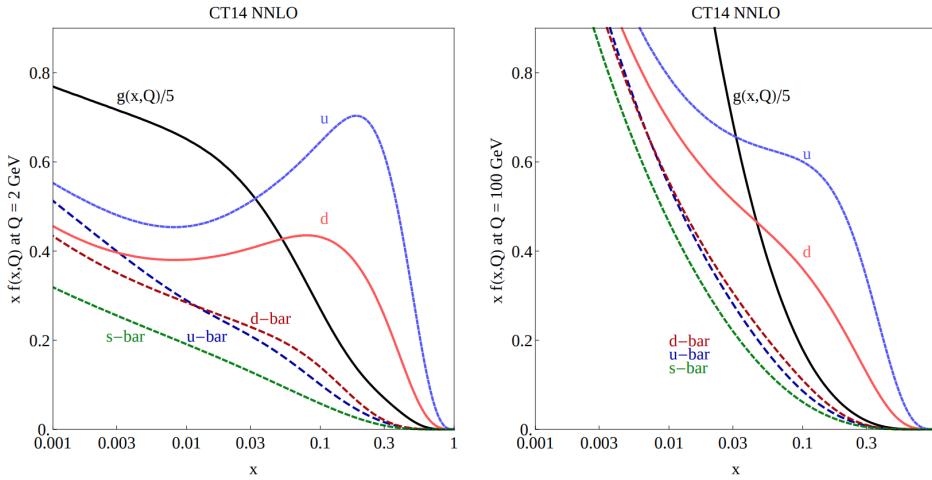 CT14 NNLO
x f(x,Q) at Q = 2 GeV
0.8
0.6
0.4
0.2
0.
g(x,Q)/5
u
d
d-bar
s-bar
u-bar
0.001
0.003
0.01
0.03
0.1
0.3
1
x
CT14 NNLO
x f(x,Q) at Q = 100 GeV
0.8
0.6
0.4
0.2
0.
g(x,Q)/5
u
d
d-bar
u-bar
s-bar
0.001
0.003
0.01
0.03
0.1
0.3
x